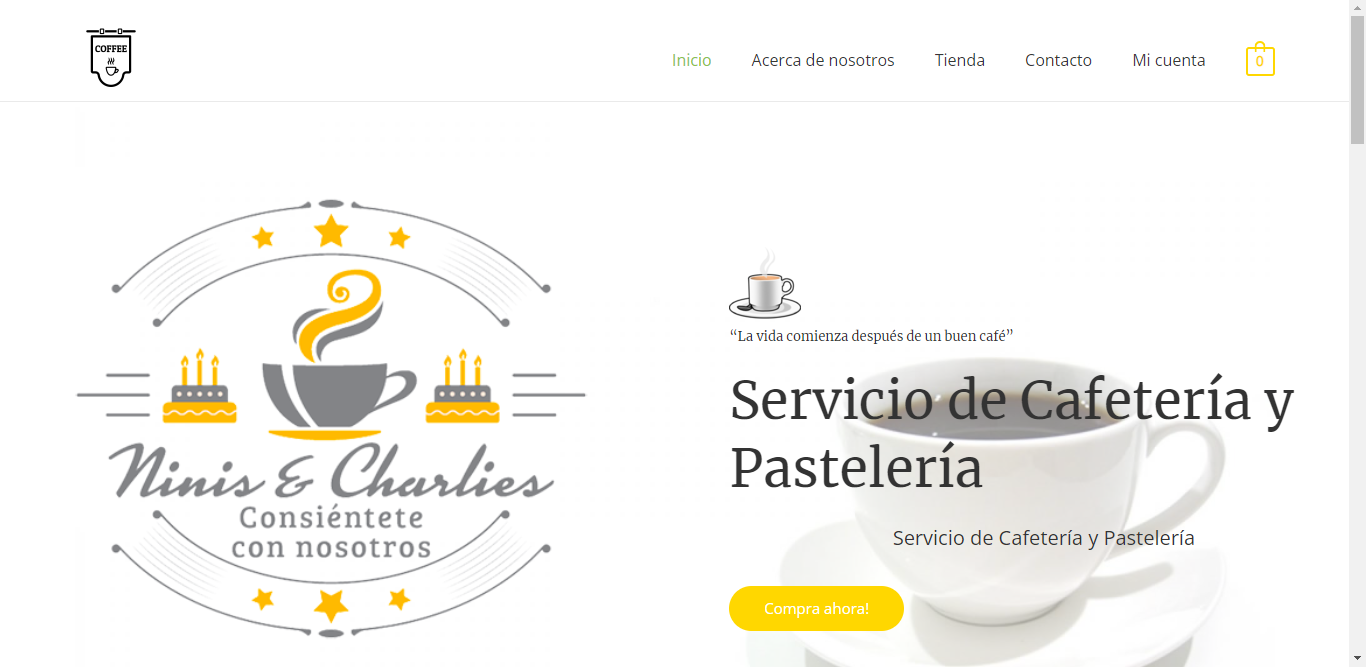 COFFEE
Inicio
Acerca de nosotros
Tienda
Contacto
Mi cuenta
0
Ninis & Charlies
Consiéntete
con nosotros
“La vida comienza después de un buen café”
Servicio de Cafetería y
Pastelería
Servicio de Cafetería y Pastelería
Compra ahora!